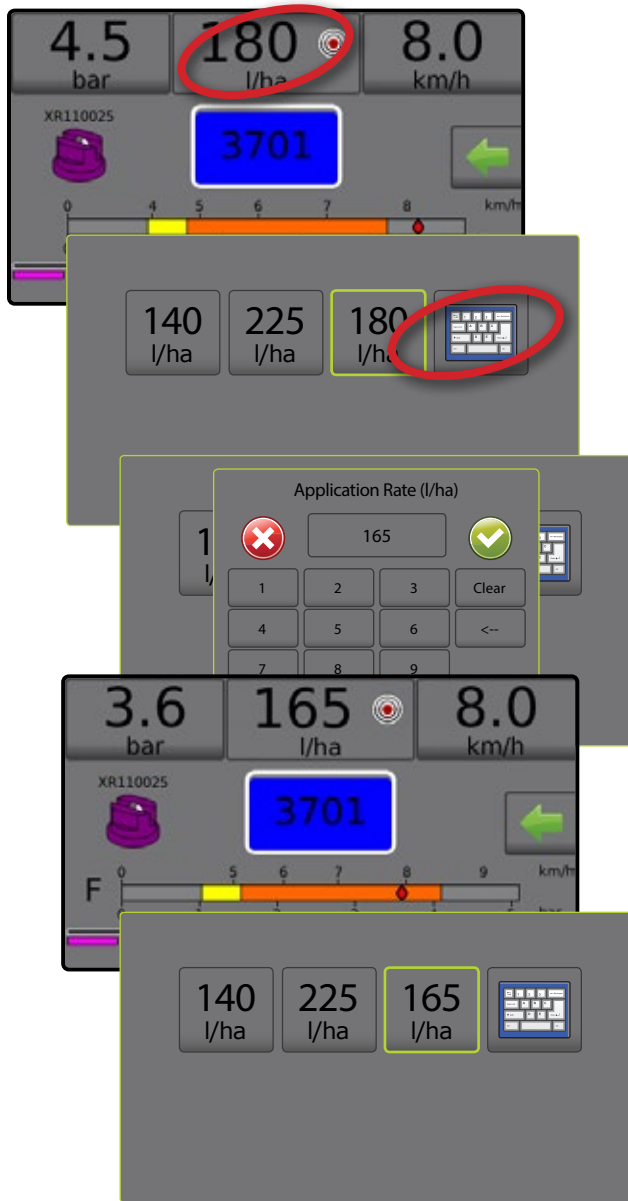 4.5 180 8.0
bar l/ha km/h
XR110025
3701
0 4 5 6 7 8 km/h
140 225 180
l/ha l/ha l/ha
Application Rate (l/ha)
165
1 2 3 Clear
4 5 6 <--
7 8 9
3.6 165 8.0
bar l/ha km/h
XR110025
3701
0 5 6 7 8 9 km/h
F
140 225 165
l/ha l/ha l/ha